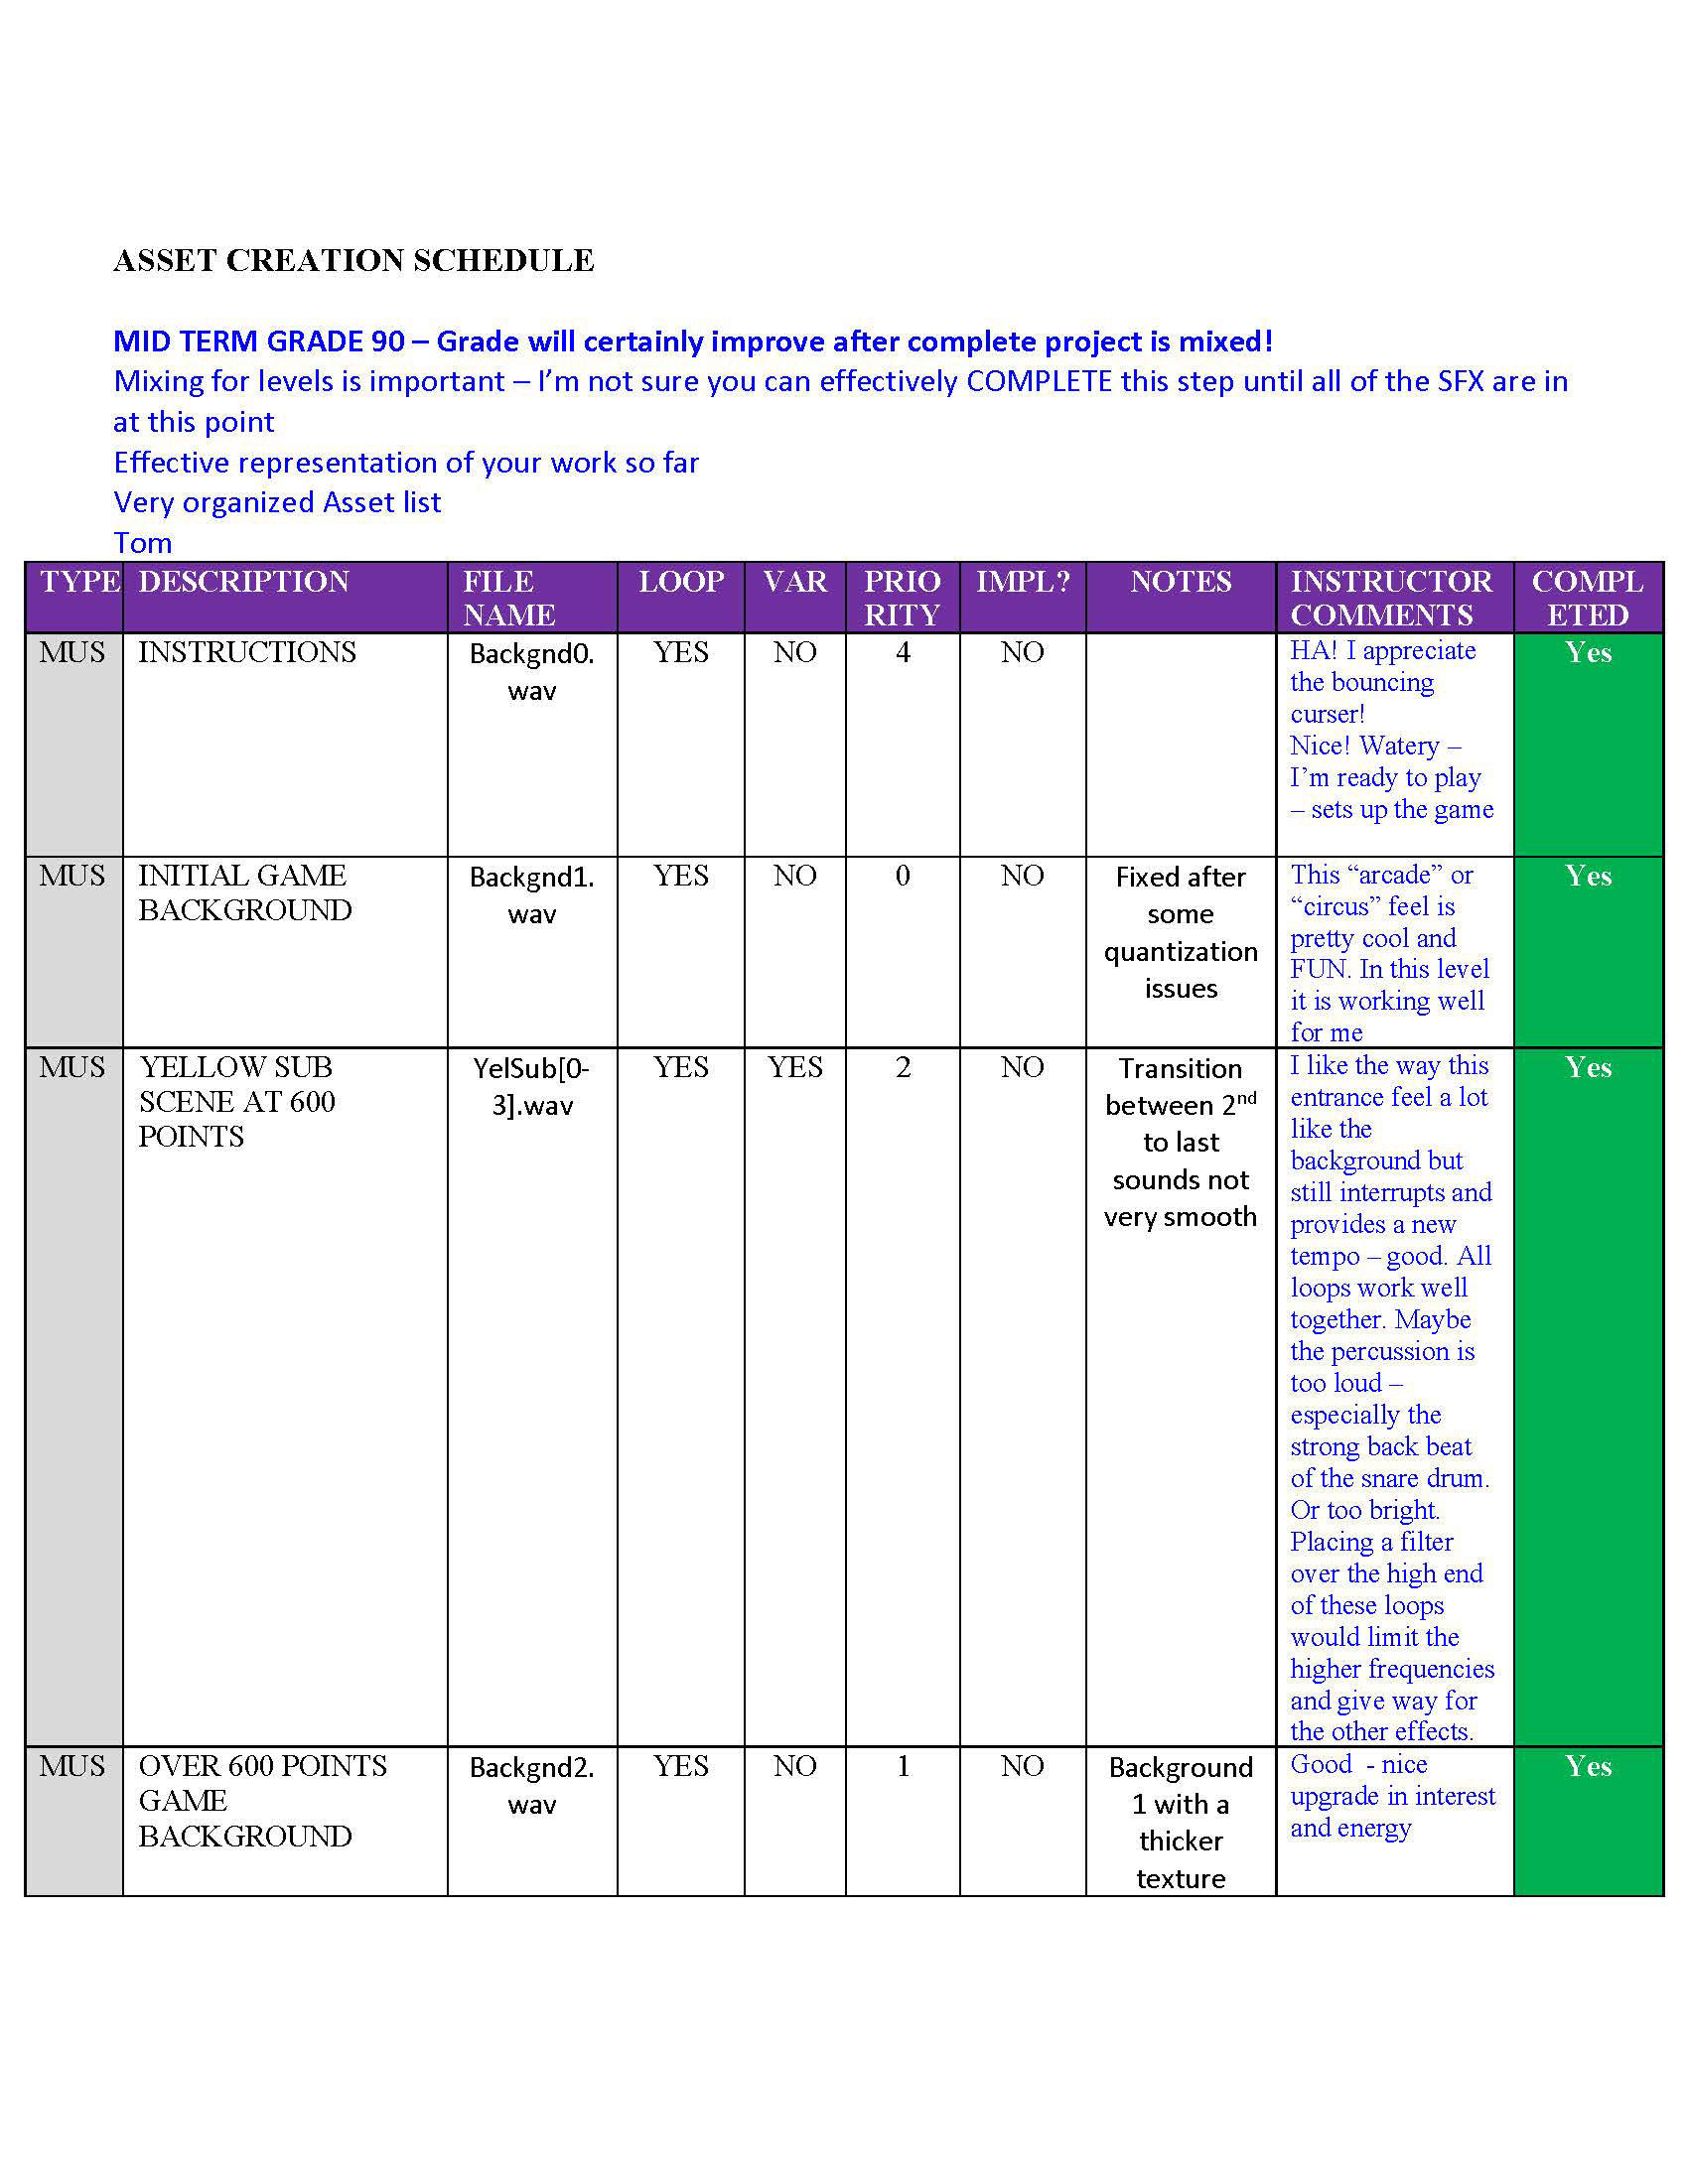 ASSET CREATION SCHEDULE
MID TERM GRADE 90 – Grade will certainly improve after complete project is mixed!
Mixing for levels is important – I’m not sure you can effectively COMPLETE this step until all of the SFX are in
at this point
Effective representation of your work so far
Very organized Asset list
Tom
TYPE
DESCRIPTION
FILE
NAME
LOOP
VAR
PRIO
RITY
IMPL?
NOTES
INSTRUCTOR
COMMENTS
COMPL
ETED
MUS
INSTRUCTIONS
Backgnd0.
wav
YES
NO
4
NO
HA! I appreciate
the bouncing
curser!
Nice! Watery –
I’m ready to play
– sets up the game
Yes
MUS
INITIAL GAME
BACKGROUND
Backgnd1.
wav
YES
NO
0
NO
Fixed after
some
quantization
issues
This “arcade” or
“circus” feel is
pretty cool and
FUN. In this level
it is working well
for me
Yes
MUS
YELLOW SUB
SCENE AT 600
POINTS
YelSub[0-
3].wav
YES
YES
2
NO
Transition
between 2nd
to last
sounds not
very smooth
I like the way this
entrance feel a lot
like the
background but
still interrupts and
provides a new
tempo – good. All
loops work well
together. Maybe
the percussion is
too loud –
especially the
strong back beat
of the snare drum.
Or too bright.
Placing a filter
over the high end
of these loops
would limit the
higher frequencies
and give way for
the other effects.
Yes
MUS
OVER 600 POINTS
GAME
BACKGROUND
Backgnd2.
wav
YES
NO
1
NO
Background
1 with a
thicker
texture
Good  - nice
upgrade in interest
and energy
Yes